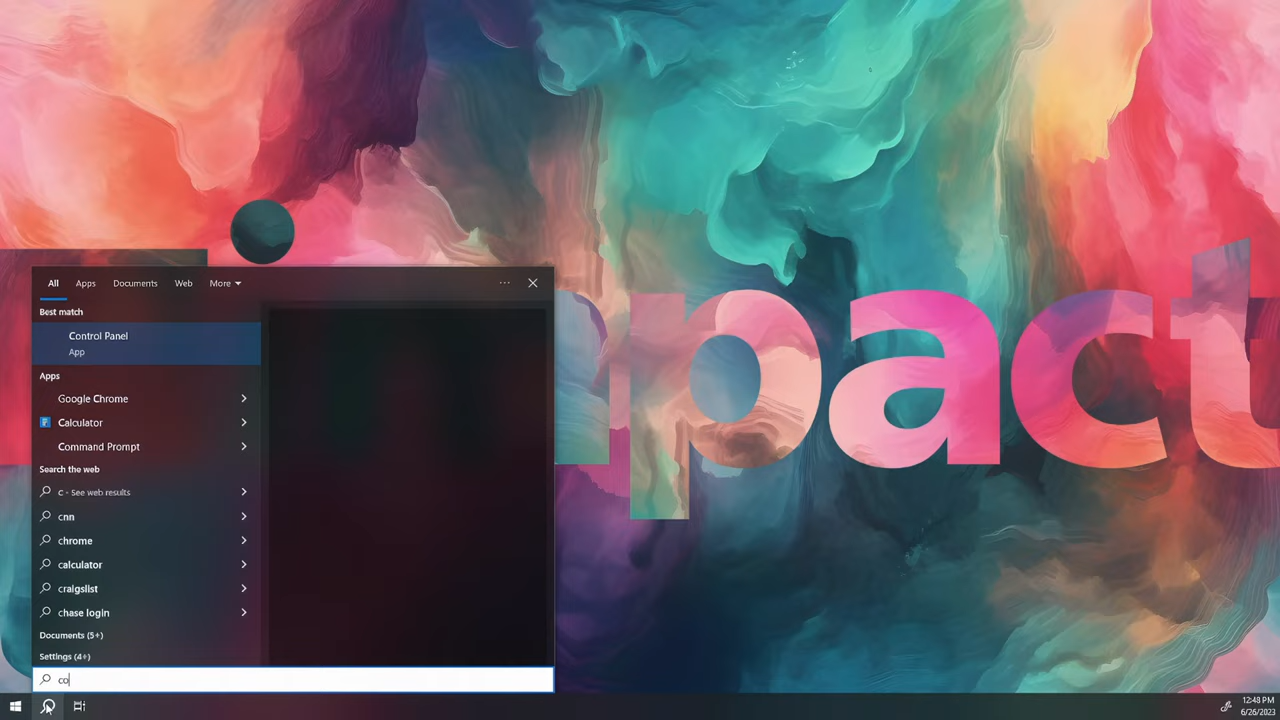 All Apps Documents Web More
Best match
Control Panel
App
Apps
Google Chrome
Calculator
Command Prompt
Search the web
c - See web results
cnn
chrome
calculator
craigslist
chase login
Documents (5+)
Settings (4+)
co
pact
12:48 PM
6/26/2023